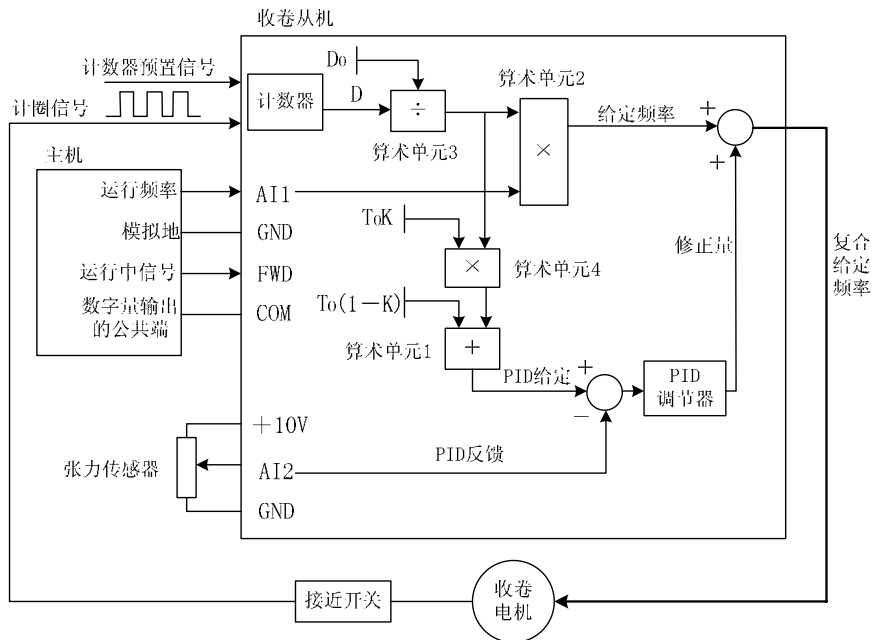 收卷从机
计数器预置信号
计圈信号
计数器
D
Do
÷
算术单元3
算术单元2
×
给定频率
+
+
主机
运行频率
AI1
模拟地
GND
运行中信号
FWD
数字量输出
的公共端
COM
ToK
×
算术单元4
To(1-K)
+
算术单元1
PID给定
+
-
PID
调节器
修正量
复合
给定
频率
+10V
张力传感器
AI2
PID反馈
GND
接近开关
收卷
电机